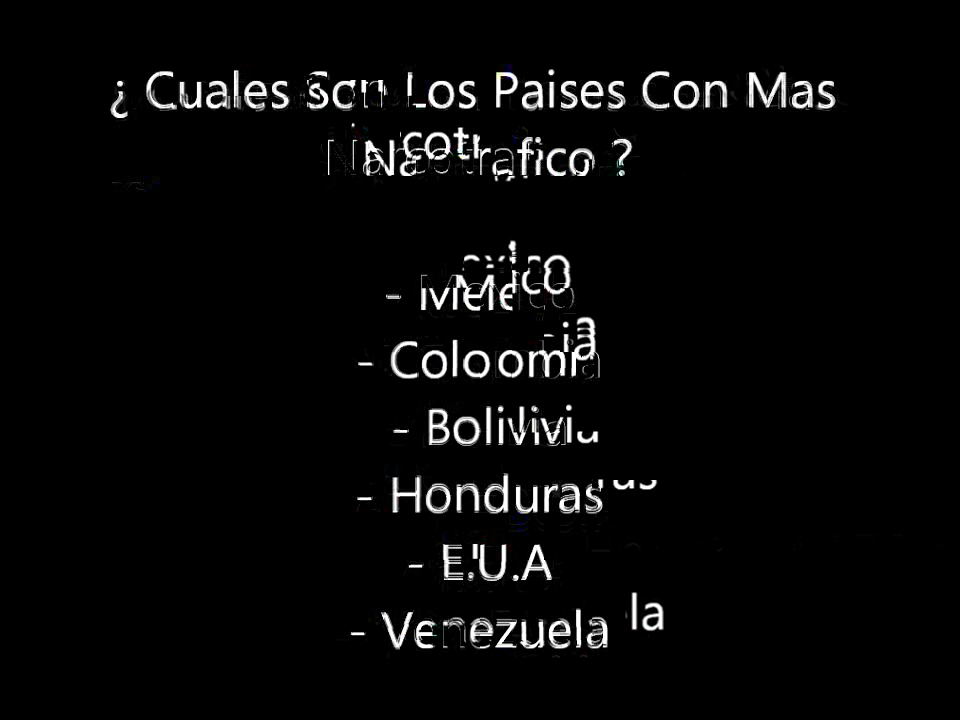 ¿ Cuales Son Los Paises Con Mas
Narcotrafico ?
- Mexico
- Colombia
- Bolivia
- Honduras
- E.U.A
- Venezuela